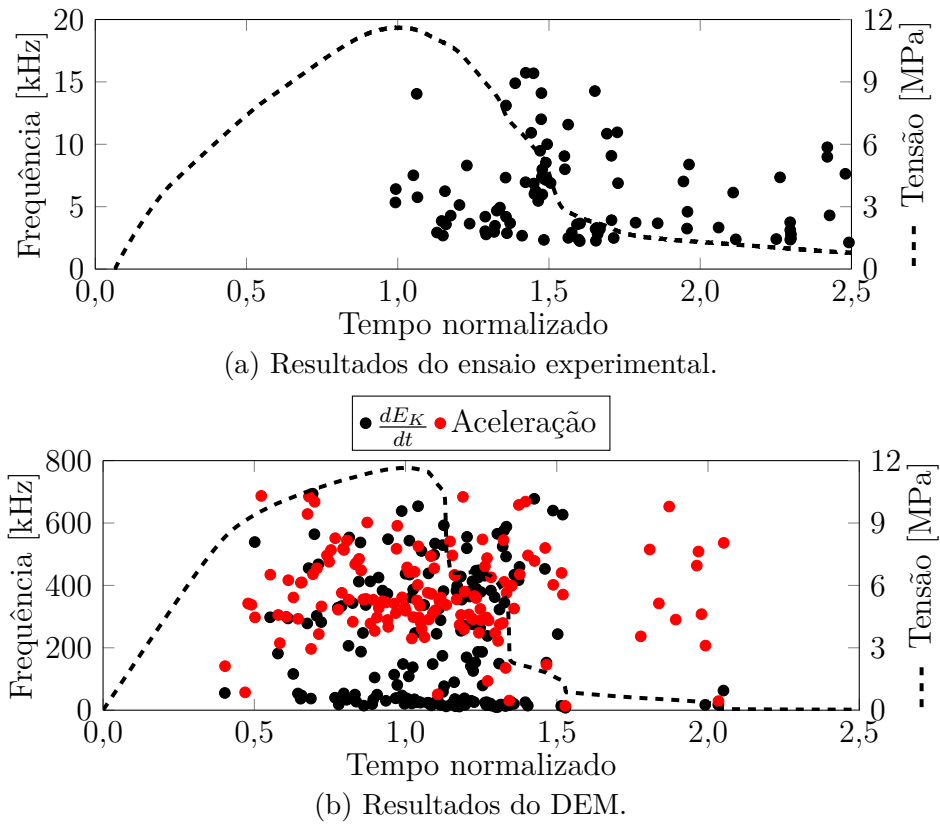 20
15
10
5
0
Frequência [kHz]
12
9
6
3
0
Tensão [MPa]
0,0 0,5 1,0 1,5 2,0 2,5
Tempo normalizado
(a) Resultados do ensaio experimental.
dE_K/dt Aceleração
800
600
400
200
0
Frequência [kHz]
12
9
6
3
0
Tensão [MPa]
0,0 0,5 1,0 1,5 2,0 2,5
Tempo normalizado
(b) Resultados do DEM.